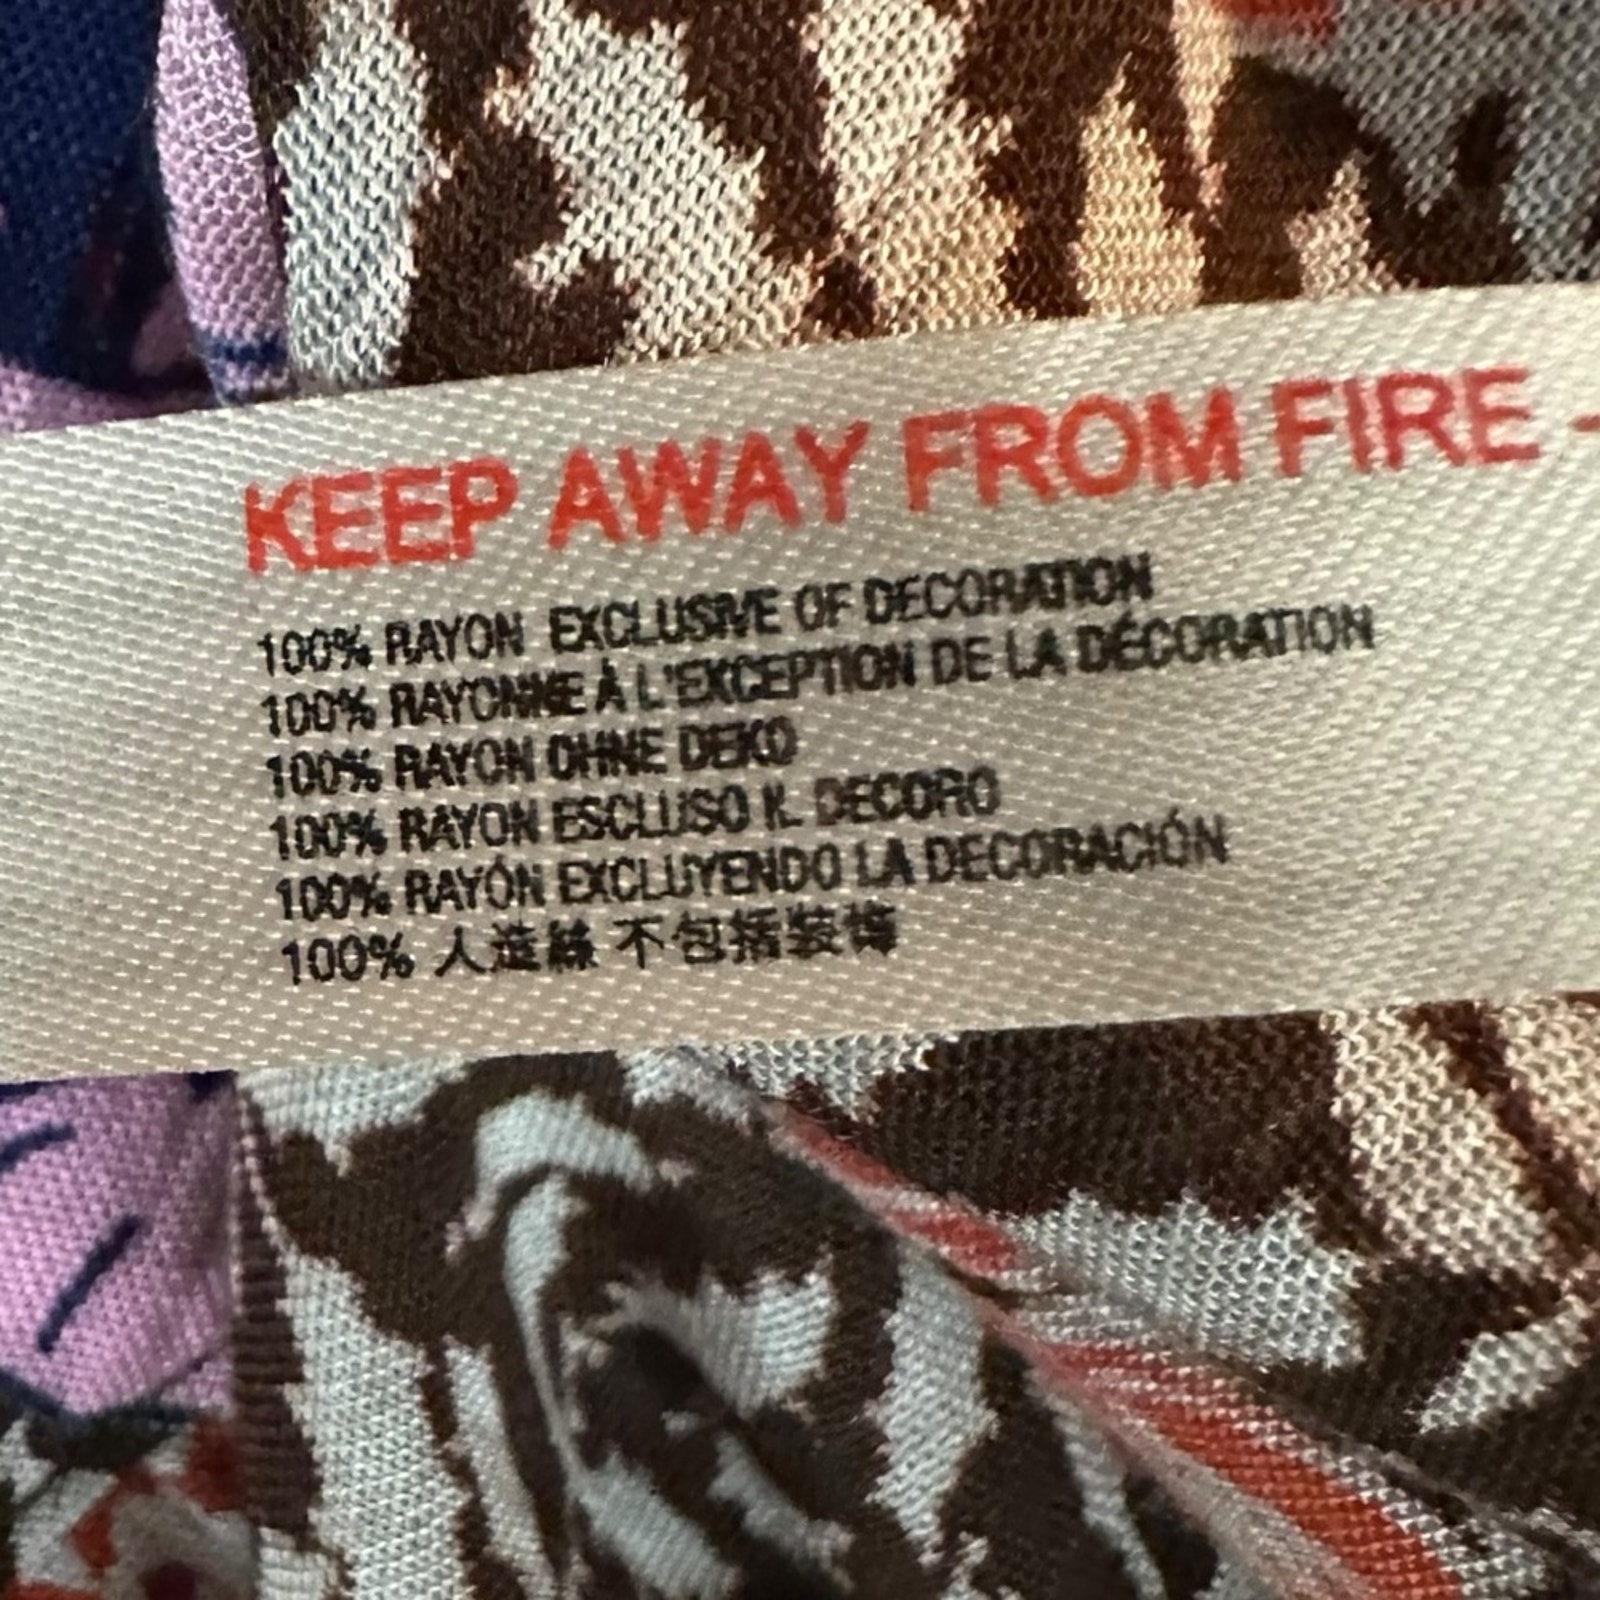 KEEP AWAY FROM FIRE -
100% RAYON EXCLUSIVE OF DECORATION
100% RAYONNE À L'EXCEPTION DE LA DÉCORATION
100% RAYON OHNE DEKO
100% RAYON ESCLUSO IL DECORO
100% RAYÓN EXCLUYENDO LA DECORACIÓN
100% 人造絲 不包括裝飾